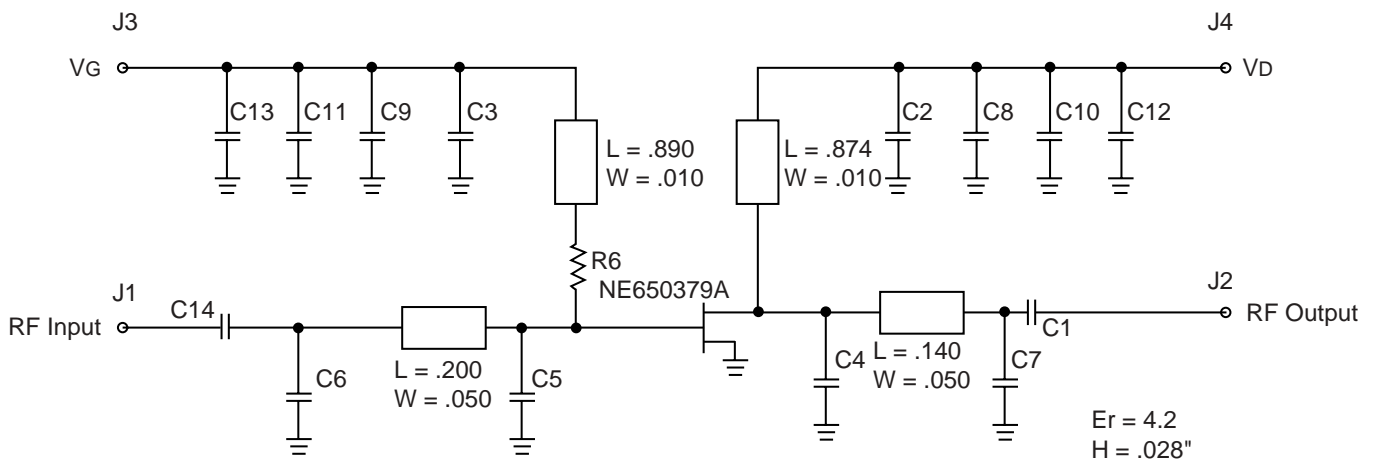 J3
J4
VG
VD
C13
C11
C9
C3
C2
C8
C10
C12
L = .890
W = .010
L = .874
W = .010
R6
NE650379A
J1
J2
C14
RF Input
RF Output
C1
C6
L = .200
W = .050
C5
C4
L = .140
W = .050
C7
Er = 4.2
H = .028"